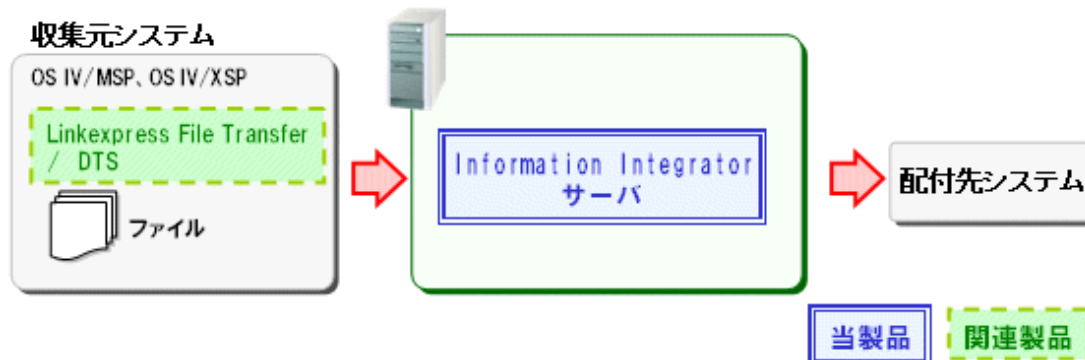 収集元システム
OS IV/MSP、OS IV/XSP
Linkexpress File Transfer
/ DTS
ファイル
Information Integrator
サーバ
配付先システム
当製品
関連製品